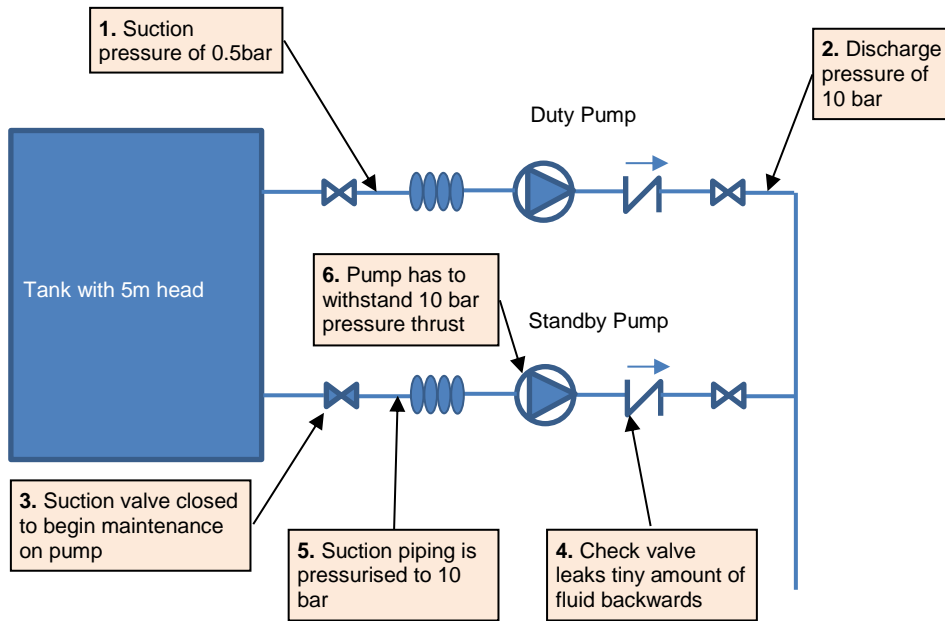 1. Suction
pressure of 0.5bar
2. Discharge
pressure of
10 bar
Duty Pump
Tank with 5m head
6. Pump has to
withstand 10 bar
pressure thrust
Standby Pump
3. Suction valve closed
to begin maintenance
on pump
5. Suction piping is
pressurised to 10
bar
4. Check valve
leaks tiny amount of
fluid backwards